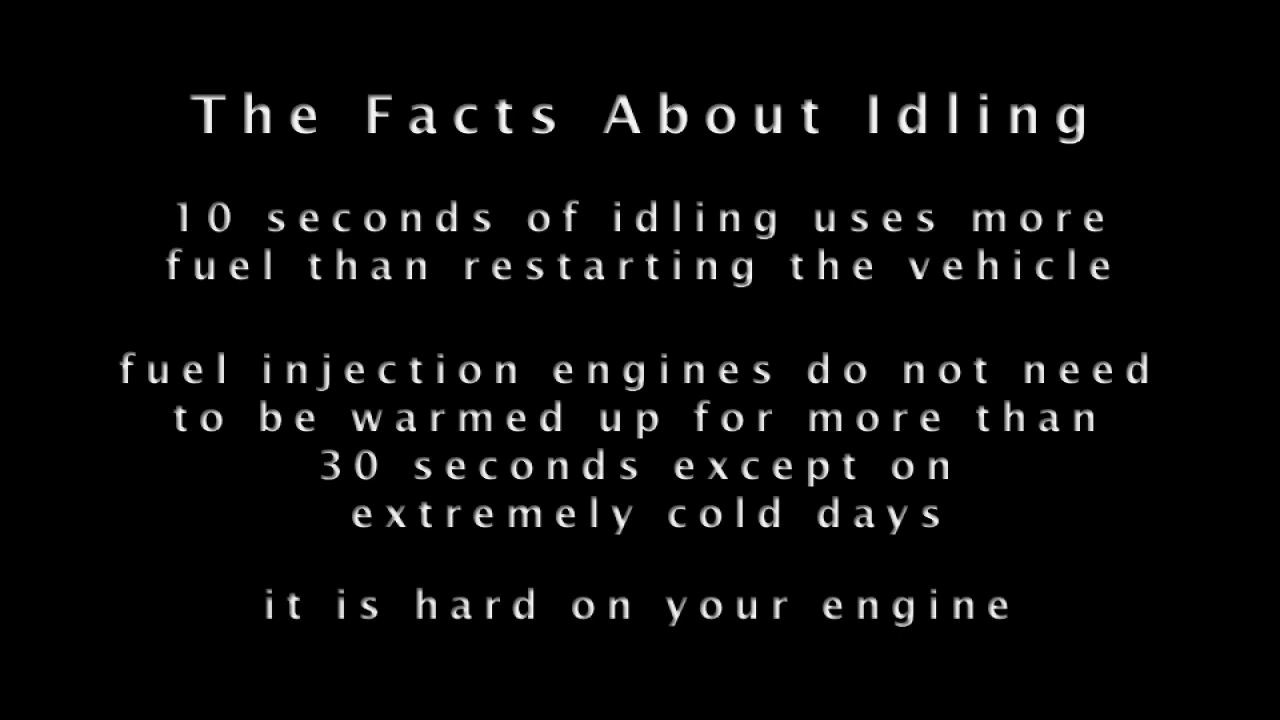 The Facts About Idling
10 seconds of idling uses more
fuel than restarting the vehicle
fuel injection engines do not need
to be warmed up for more than
30 seconds except on
extremely cold days
it is hard on your engine